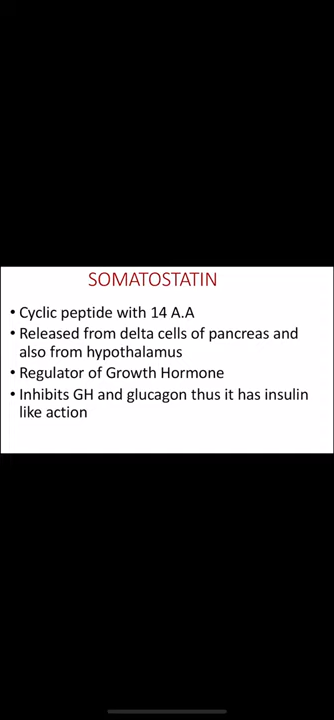 SOMATOSTATIN
• Cyclic peptide with 14 A.A
• Released from delta cells of pancreas and
also from hypothalamus
• Regulator of Growth Hormone
• Inhibits GH and glucagon thus it has insulin
like action